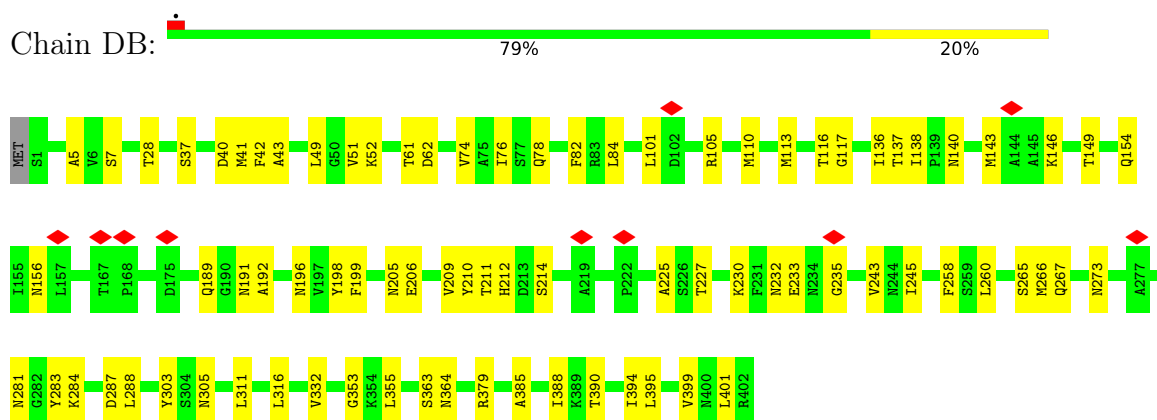 Chain DB:
79% 20%
MET S1 A5 V6 S7 T28 S37 D40 M41 F42 A43 L49 G50 V51 K52 T61 D62 V74 A75 I76 S77 Q78 F82 R83 L84 L101 D102 R105 M110 M113 T116 G117 I136 T137 I138 P139 N140 M143 A144 A145 K146 T149 Q154
I155 N156 L157 T167 P168 D175 Q189 G190 N191 A192 N196 V197 Y198 F199 N205 E206 V209 Y210 T211 H212 D213 S214 A219 P222 A225 S226 T227 K230 F231 N232 E233 N234 G235 V243 N244 I245 F258 S259 L260 S265 M266 Q267 N273 A277
N281 G282 Y283 K284 D287 L288 Y303 S304 N305 L311 L316 V332 G353 K354 L355 S363 N364 R379 A385 I388 K389 T390 I394 L395 V399 N400 L401 R402